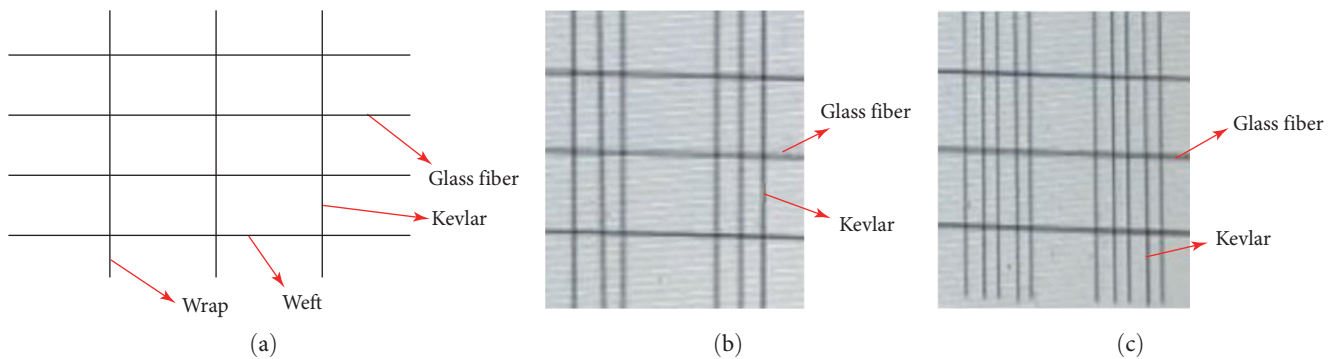 Glass fiber
Kevlar
Wrap
Weft
(a)
Glass fiber
Kevlar
(b)
Glass fiber
Kevlar
(c)